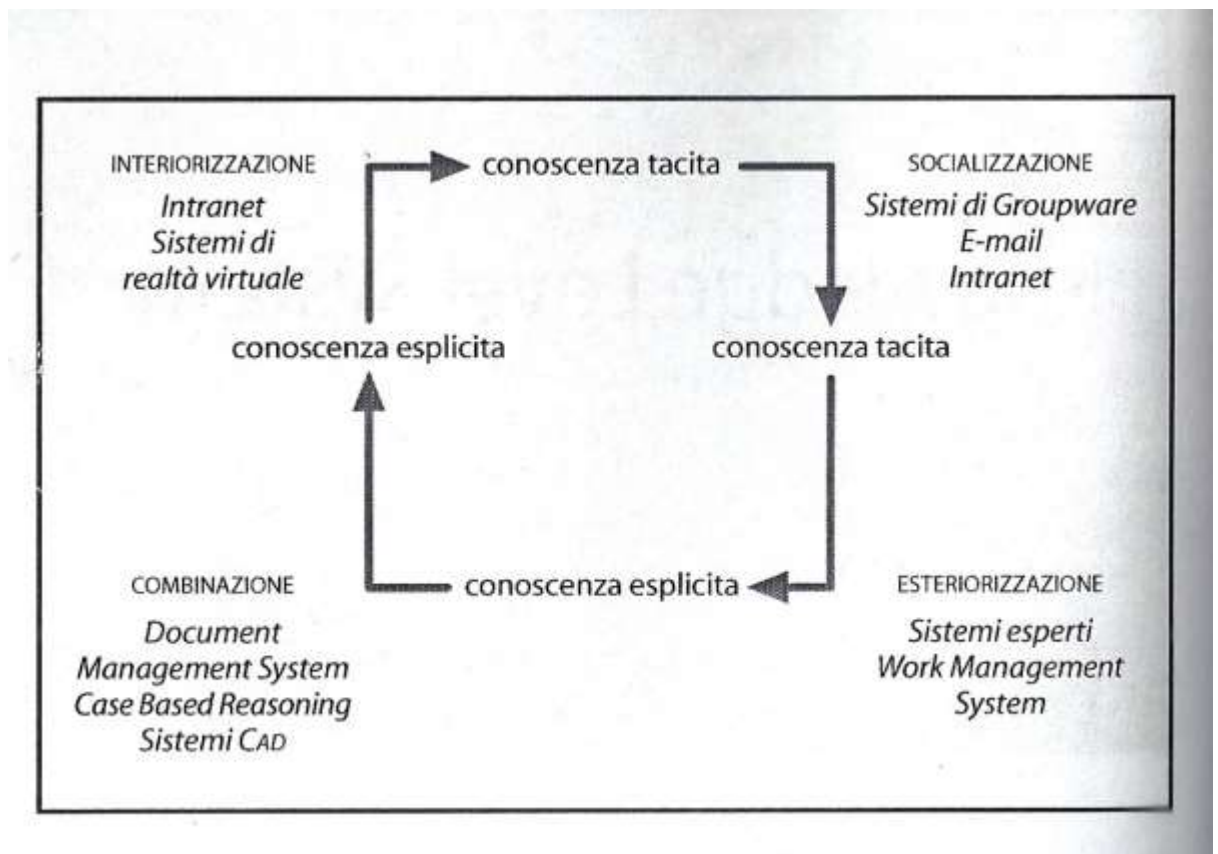 INTERIORIZZAZIONE
Intranet
Sistemi di
realtà virtuale
conoscenza tacita
SOCIALIZZAZIONE
Sistemi di Groupware
E-mail
Intranet
conoscenza esplicita
conoscenza tacita
COMBINAZIONE
Document
Management System
Case Based Reasoning
Sistemi CAD
conoscenza esplicita
ESTERIORIZZAZIONE
Sistemi esperti
Work Management
System